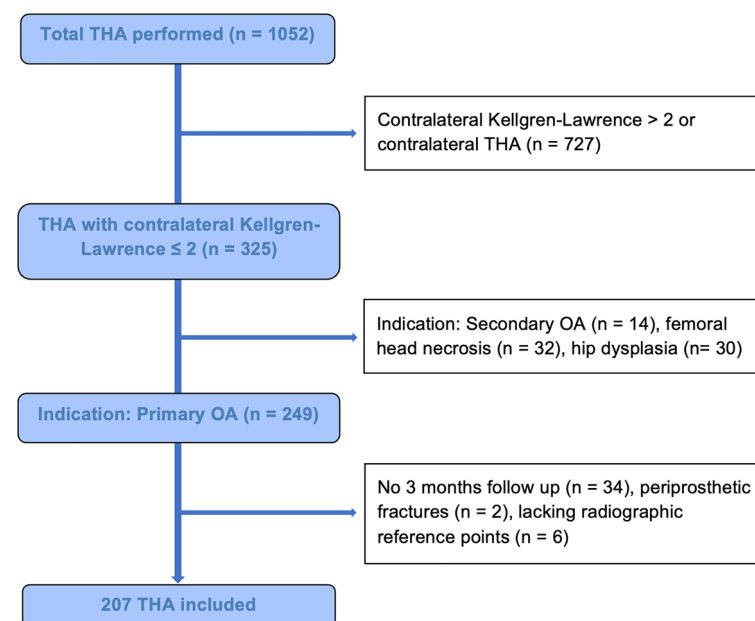 Total THA performed (n = 1052)
Contralateral Kellgren-Lawrence > 2 or
contralateral THA (n = 727)
THA with contralateral Kellgren-
Lawrence ≤ 2 (n = 325)
Indication: Secondary OA (n = 14), femoral
head necrosis (n = 32), hip dysplasia (n= 30)
Indication: Primary OA (n = 249)
No 3 months follow up (n = 34), periprosthetic
fractures (n = 2), lacking radiographic
reference points (n = 6)
207 THA included